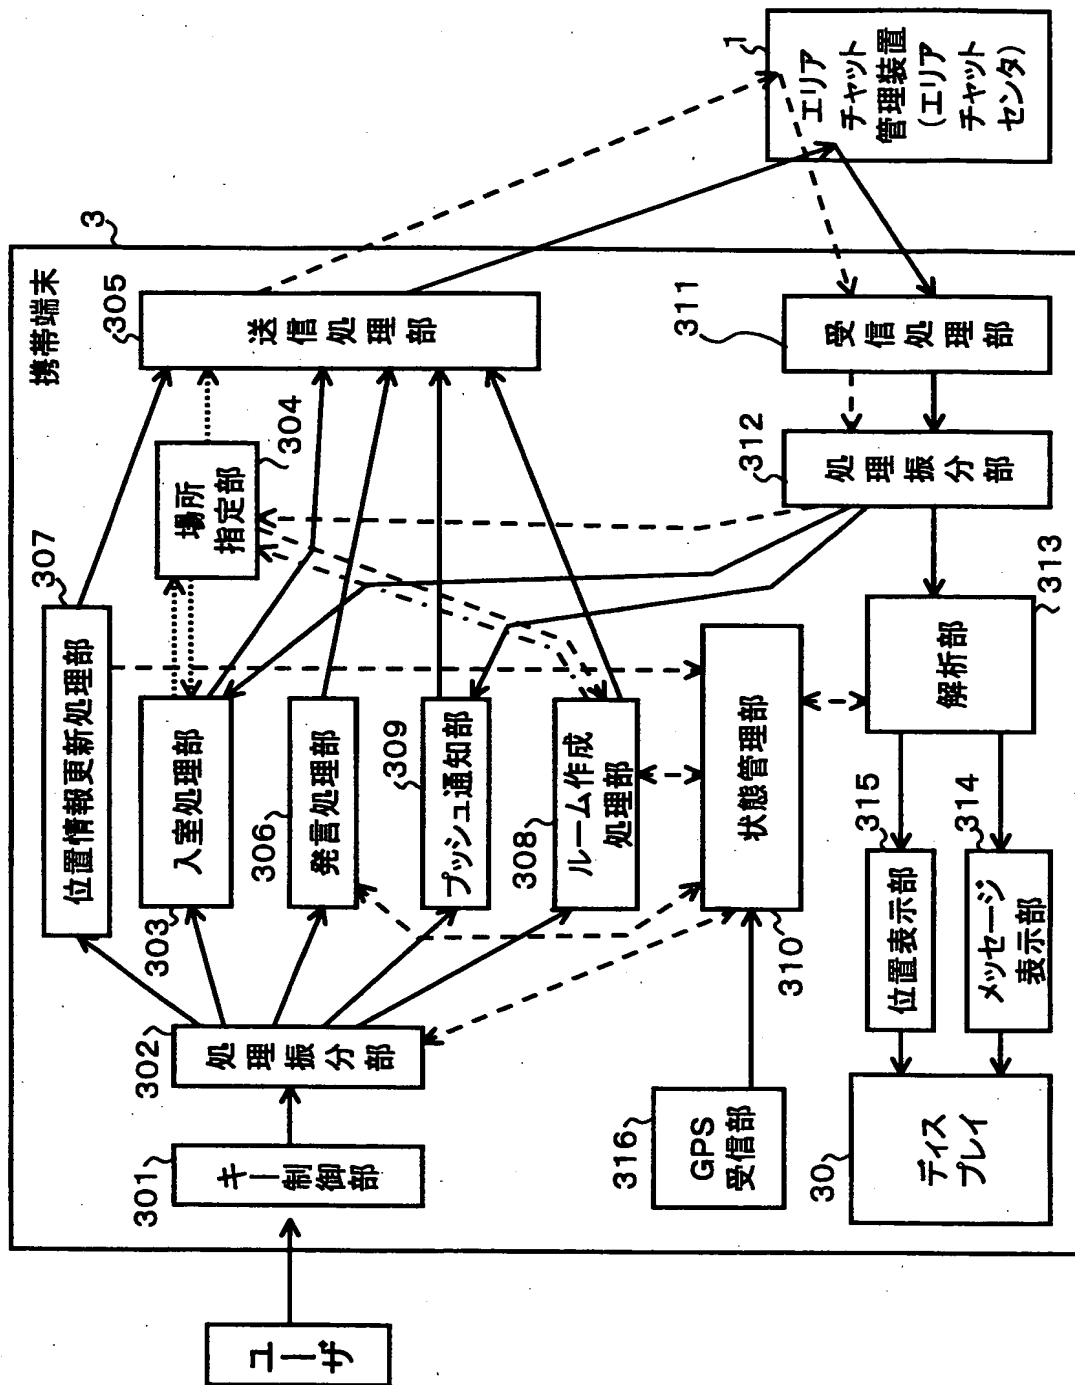 携帯端末
3
ユーザ
301
キー制御部
302
処理振分部
307
位置情報更新処理部
303
入室処理部
306
発言処理部
309
プッシュ通知部
308
ルーム作成
処理部
304
場所
指定部
305
送信処理部
1
エリア
チャット
管理装置
(エリア
チャット
センタ)
311
受信処理部
312
処理振分部
313
解析部
310
状態管理部
316
GPS
受信部
315
位置表示部
314
メッセージ
表示部
30
ディス
プレイ